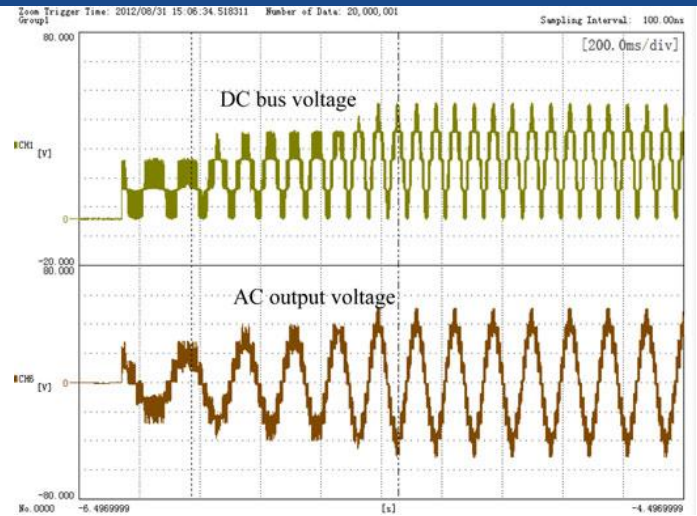 Zoom Trigger Time: 2012/08/31 15:06:34.518311 Number of Data: 20,000,001
Group1 Sampling Interval: 100.00ns
80.000
[200.0ms/div]
DC bus voltage
CH1 [V]
0
-20.000
80.000
AC output voltage
CH6 [V]
0
-80.000
No.0000 -6.4969999 [s] -4.4969999